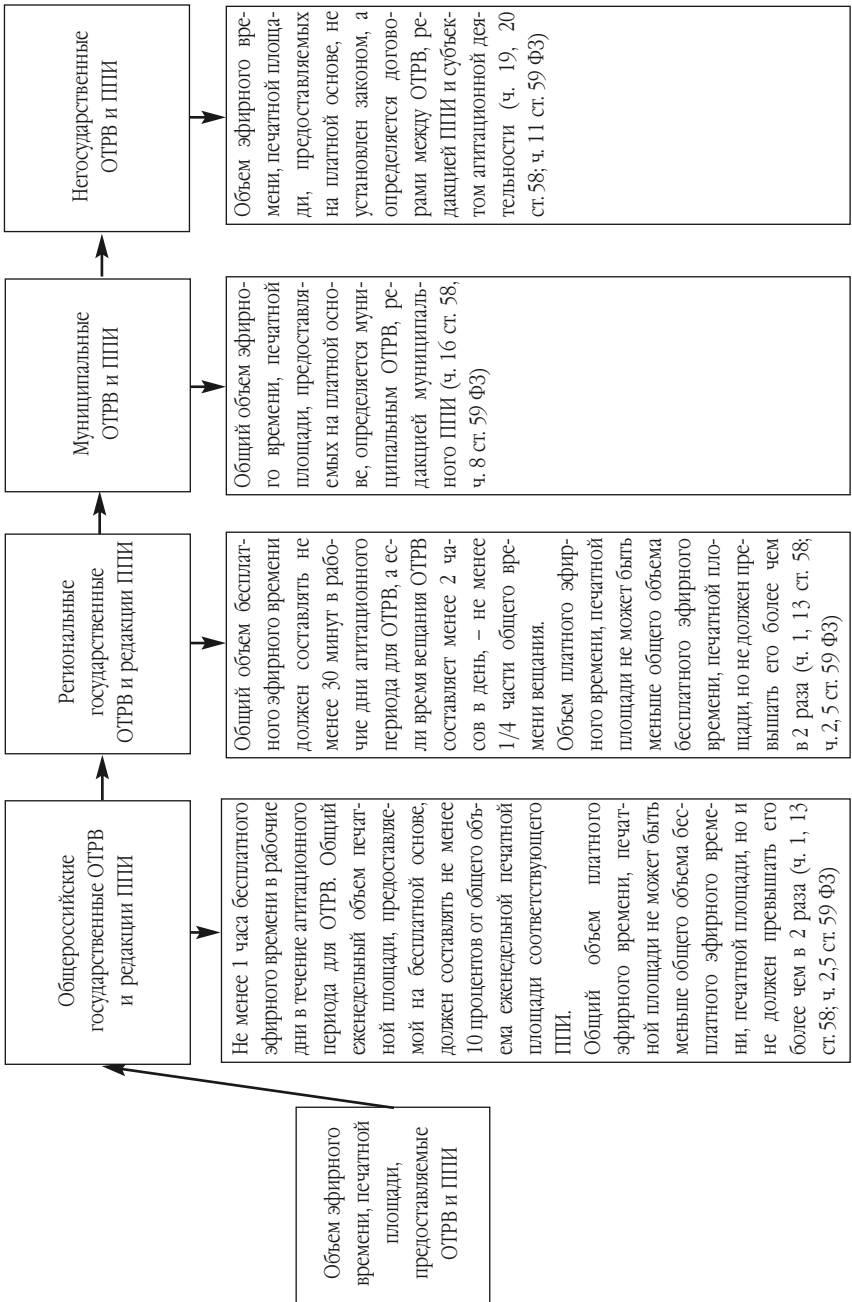 Объем эфирного
времени, печатной
площади,
предоставляемые
ОТРВ и ППИ
Общероссийские
государственные ОТРВ
и редакции ППИ
Не менее 1 часа бесплатного
эфирного времени в рабочие
дни в течение агитационного
периода для ОТРВ. Общий
еженедельный объем печат-
ной площади, предоставляе-
мой на бесплатной основе,
должен составлять не менее
10 процентов от общего объ-
ема еженедельной печатной
площади соответствующего
ППИ.
Общий объем платного
эфирного времени, печат-
ной площади не может быть
меньше общего объема бес-
платного эфирного време-
ни, печатной площади, но и
не должен превышать его
более чем в 2 раза (ч. 1, 13
ст. 58; ч. 2,5 ст. 59 ФЗ)
Региональные
государственные
ОТРВ и редакции ППИ
Общий объем бесплат-
ного эфирного времени
должен составлять не
менее 30 минут в рабо-
чие дни агитационного
периода для ОТРВ, а ес-
ли время вещания ОТРВ
составляет менее 2 ча-
сов в день, – не менее
1/4 части общего вре-
мени вещания.
Объем платного эфир-
ного времени, печатной
площади не может быть
меньше общего объема
бесплатного эфирного
времени, печатной пло-
щади, но не должен пре-
вышать его более чем
в 2 раза (ч. 1, 13 ст. 58;
ч. 2, 5 ст. 59 ФЗ)
Муниципальные
ОТРВ и ППИ
Общий объем эфирно-
го времени, печатной
площади, предоставля-
емых на платной осно-
ве, определяется муни-
ципальным ОТРВ, ре-
дакцией муниципаль-
ного ППИ (ч. 16 ст. 58,
ч. 8 ст. 59 ФЗ)
Негосударственные
ОТРВ и ППИ
Объем эфирного вре-
мени, печатной площа-
ди, предоставляемых
на платной основе, не
установлен законом, а
определяется догово-
рами между ОТРВ, ре-
дакцией ППИ и субъек-
том агитационной дея-
тельности (ч. 19, 20
ст. 58; ч. 11 ст. 59 ФЗ)